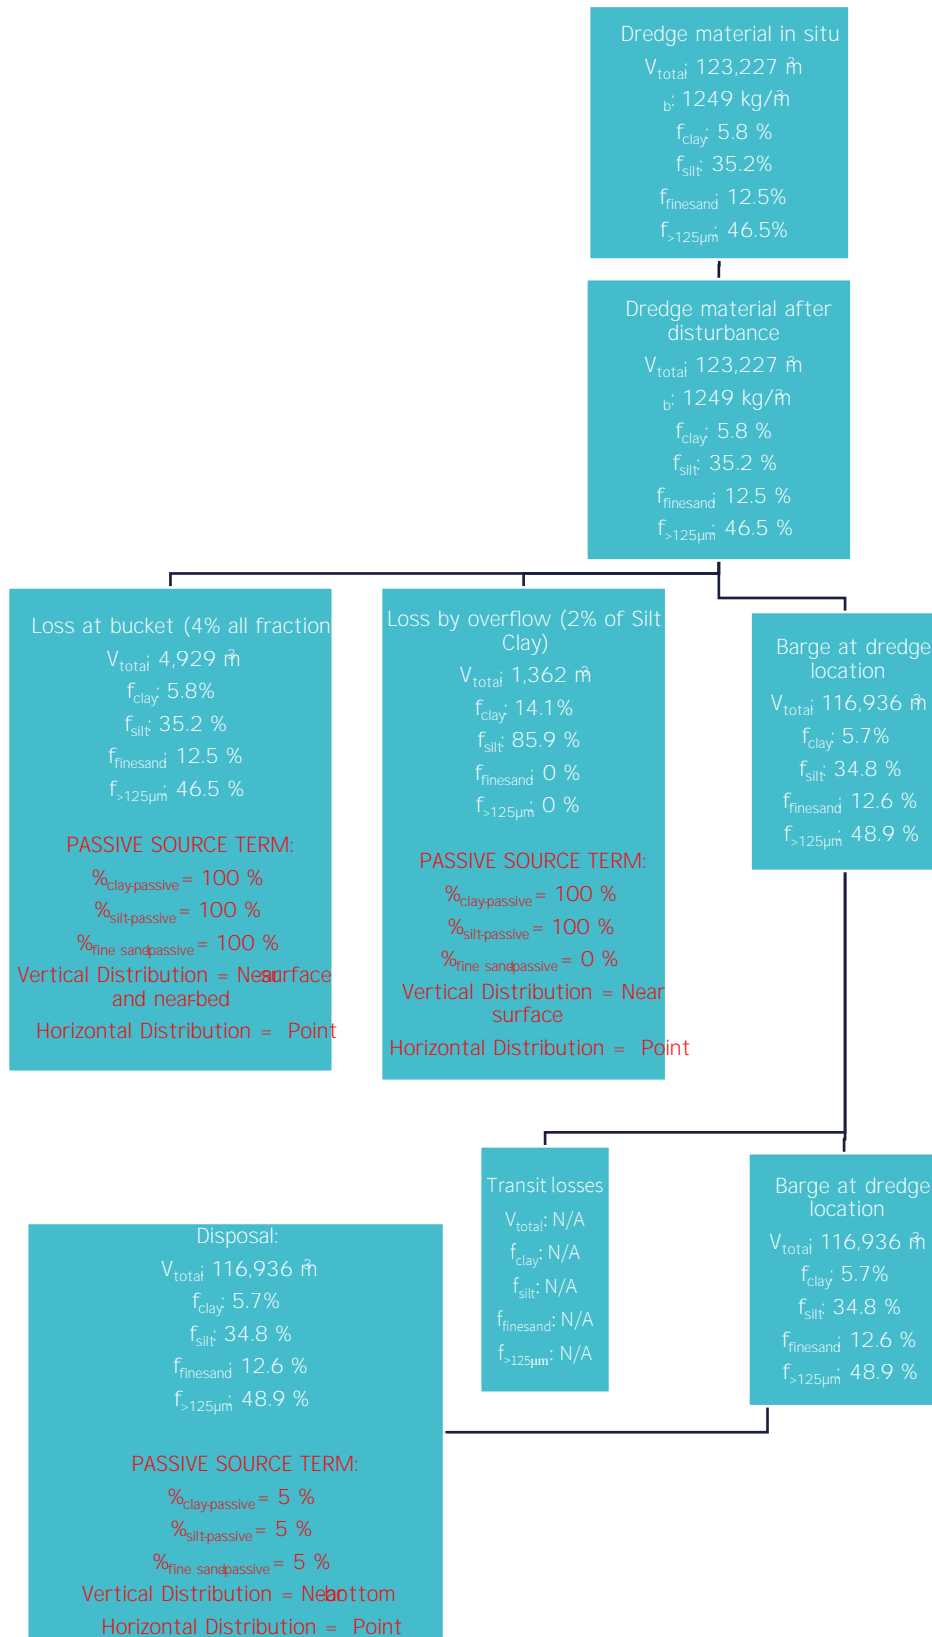 Dredge material in situ
Vtotal: 123,227 m3
b: 1249 kg/m3
fclay: 5.8 %
fsilt: 35.2%
ffinesand: 12.5%
f>125µm: 46.5%
Dredge material after
disturbance
Vtotal: 123,227 m3
b: 1249 kg/m3
fclay: 5.8 %
fsilt: 35.2 %
ffinesand: 12.5 %
f>125µm: 46.5 %
Loss at bucket (4% all fraction
Vtotal: 4,929 m3
fclay: 5.8%
fsilt: 35.2 %
ffinesand: 12.5 %
f>125µm: 46.5 %
PASSIVE SOURCE TERM:
%clay-passive = 100 %
%silt-passive = 100 %
%fine sand-passive = 100 %
Vertical Distribution = Near-surface
and near-bed
Horizontal Distribution = Point
Loss by overflow (2% of Silt
Clay)
Vtotal: 1,362 m3
fclay: 14.1%
fsilt: 85.9 %
ffinesand: 0 %
f>125µm: 0 %
PASSIVE SOURCE TERM:
%clay-passive = 100 %
%silt-passive = 100 %
%fine sand-passive = 0 %
Vertical Distribution = Near-
surface
Horizontal Distribution = Point
Barge at dredge
location
Vtotal: 116,936 m3
fclay: 5.7%
fsilt: 34.8 %
ffinesand: 12.6 %
f>125µm: 48.9 %
Transit losses
Vtotal: N/A
fclay: N/A
fsilt: N/A
ffinesand: N/A
f>125µm: N/A
Barge at dredge
location
Vtotal: 116,936 m3
fclay: 5.7%
fsilt: 34.8 %
ffinesand: 12.6 %
f>125µm: 48.9 %
Disposal:
Vtotal: 116,936 m3
fclay: 5.7%
fsilt: 34.8 %
ffinesand: 12.6 %
f>125µm: 48.9 %
PASSIVE SOURCE TERM:
%clay-passive = 5 %
%silt-passive = 5 %
%fine sand-passive = 5 %
Vertical Distribution = Near-bottom
Horizontal Distribution = Point